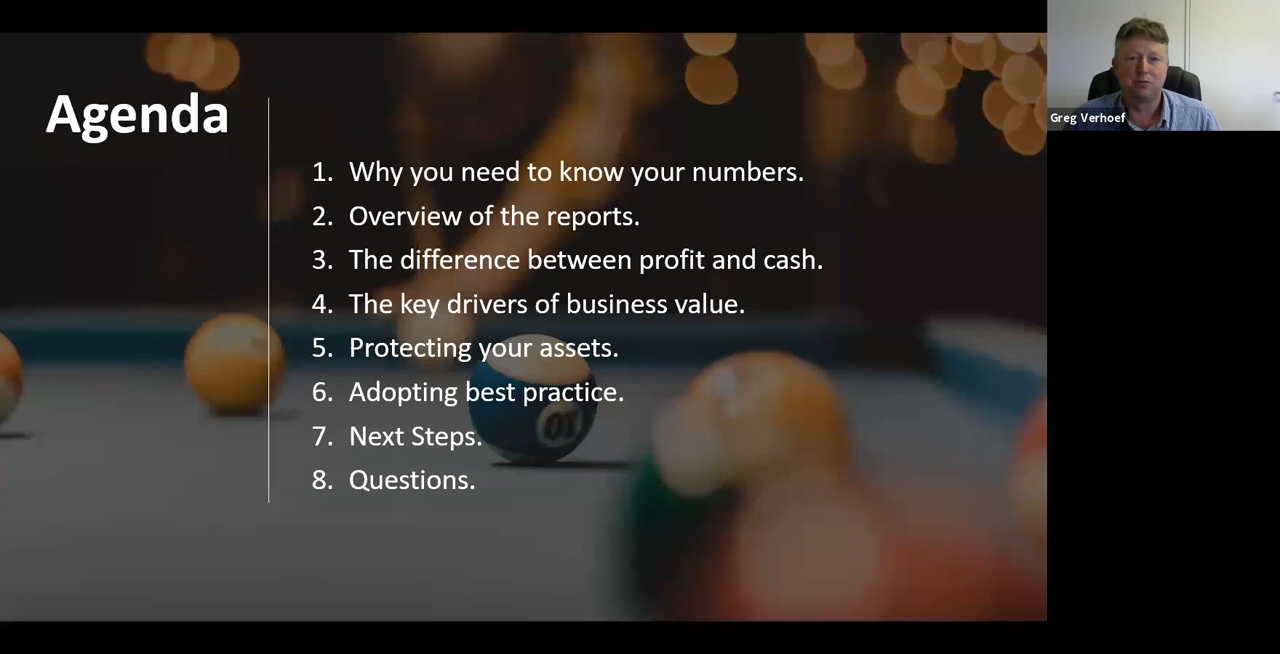 Agenda
1. Why you need to know your numbers.
2. Overview of the reports.
3. The difference between profit and cash.
4. The key drivers of business value.
5. Protecting your assets.
6. Adopting best practice.
7. Next Steps.
8. Questions.
10
Greg Verhoef